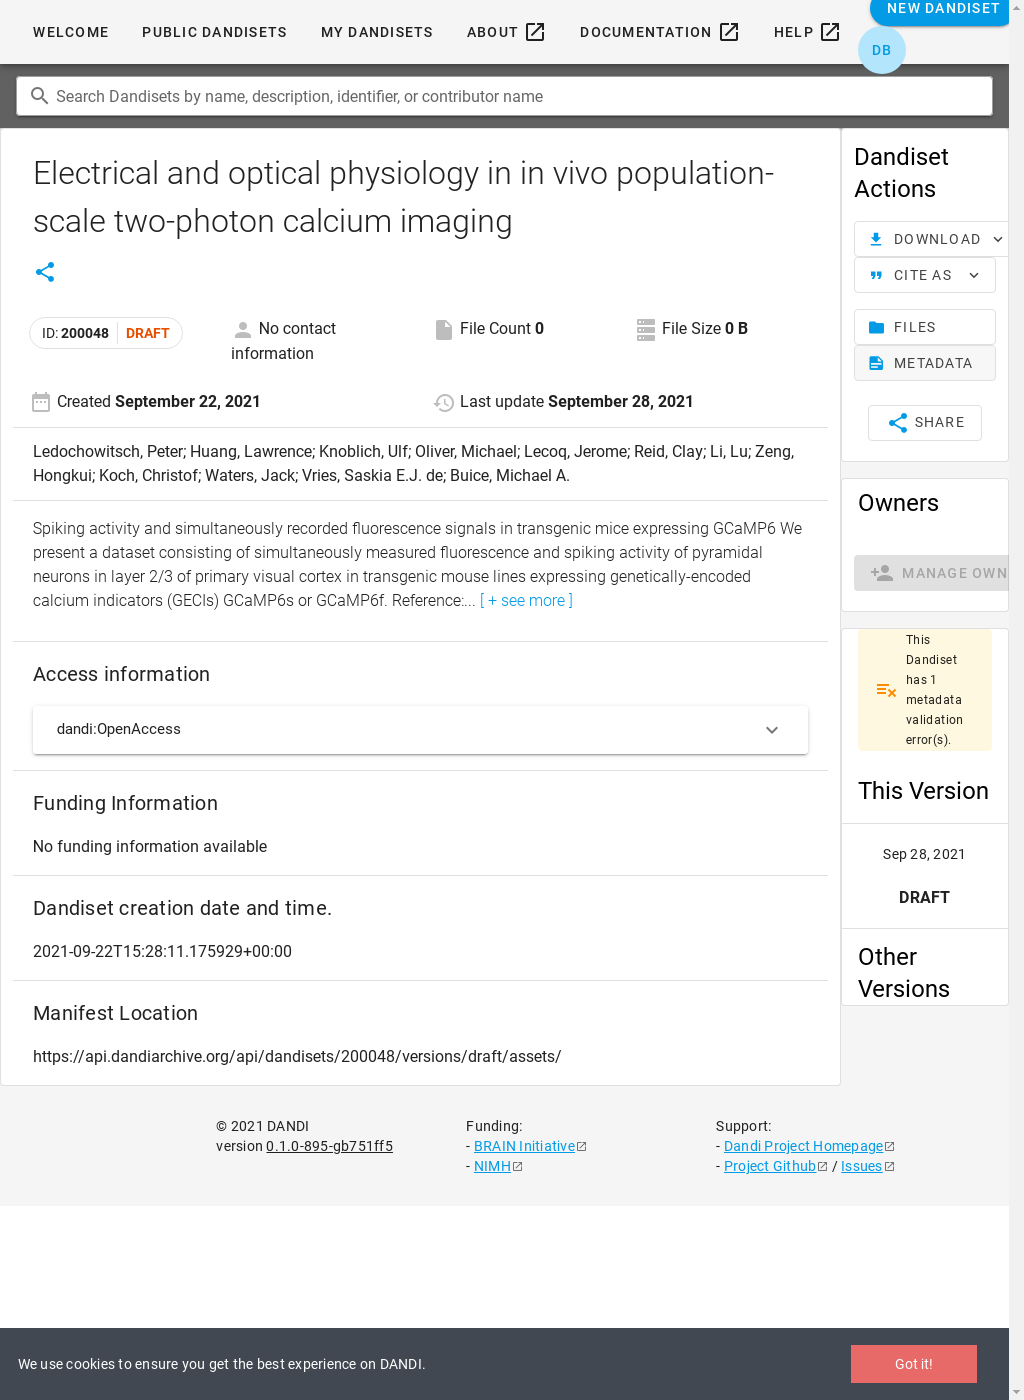 WELCOME PUBLIC DANDISETS MY DANDISETS ABOUT DOCUMENTATION HELP NEW DANDISET
DB
Search Dandisets by name, description, identifier, or contributor name
Electrical and optical physiology in in vivo population-
scale two-photon calcium imaging
ID: 200048 DRAFT
No contact
information
File Count 0
File Size 0 B
Created September 22, 2021
Last update September 28, 2021
Ledochowitsch, Peter; Huang, Lawrence; Knoblich, Ulf; Oliver, Michael; Lecoq, Jerome; Reid, Clay; Li, Lu; Zeng,
Hongkui; Koch, Christof; Waters, Jack; Vries, Saskia E.J. de; Buice, Michael A.
Spiking activity and simultaneously recorded fluorescence signals in transgenic mice expressing GCaMP6 We
present a dataset consisting of simultaneously measured fluorescence and spiking activity of pyramidal
neurons in layer 2/3 of primary visual cortex in transgenic mouse lines expressing genetically-encoded
calcium indicators (GECIs) GCaMP6s or GCaMP6f. Reference:... [ + see more ]
Access information
dandi:OpenAccess
Funding Information
No funding information available
Dandiset creation date and time.
2021-09-22T15:28:11.175929+00:00
Manifest Location
https://api.dandiarchive.org/api/dandisets/200048/versions/draft/assets/
Dandiset
Actions
DOWNLOAD
CITE AS
FILES
METADATA
SHARE
Owners
MANAGE OWN
This
Dandiset
has 1
metadata
validation
error(s).
This Version
Sep 28, 2021
DRAFT
Other
Versions
© 2021 DANDI
version 0.1.0-895-gb751ff5
Funding:
- BRAIN Initiative
- NIMH
Support:
- Dandi Project Homepage
- Project Github / Issues
We use cookies to ensure you get the best experience on DANDI.
Got it!